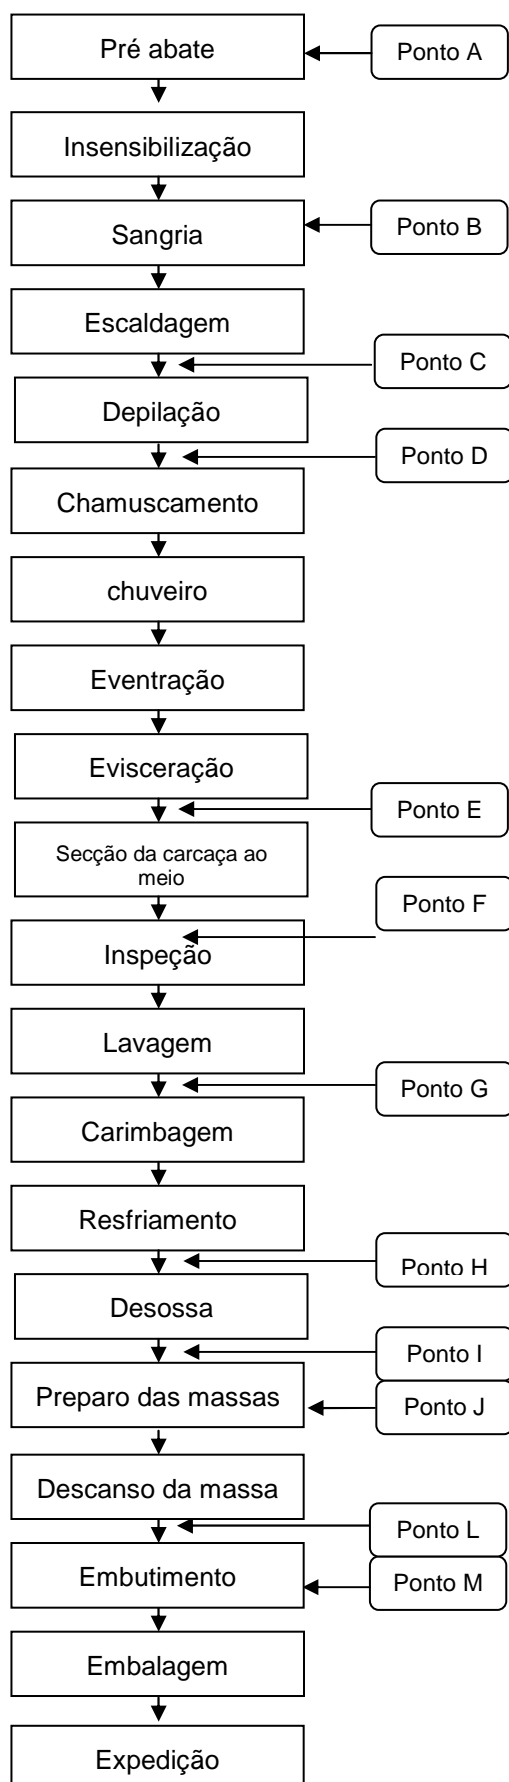 Pré abate
Ponto A
Insensibilização
Sangria
Ponto B
Escaldagem
Ponto C
Depilação
Ponto D
Chamuscamento
chuveiro
Eventração
Evisceração
Ponto E
Secção da carcaça ao
meio
Ponto F
Inspeção
Lavagem
Ponto G
Carimbagem
Resfriamento
Ponto H
Desossa
Ponto I
Preparo das massas
Ponto J
Descanso da massa
Ponto L
Embutimento
Ponto M
Embalagem
Expedição